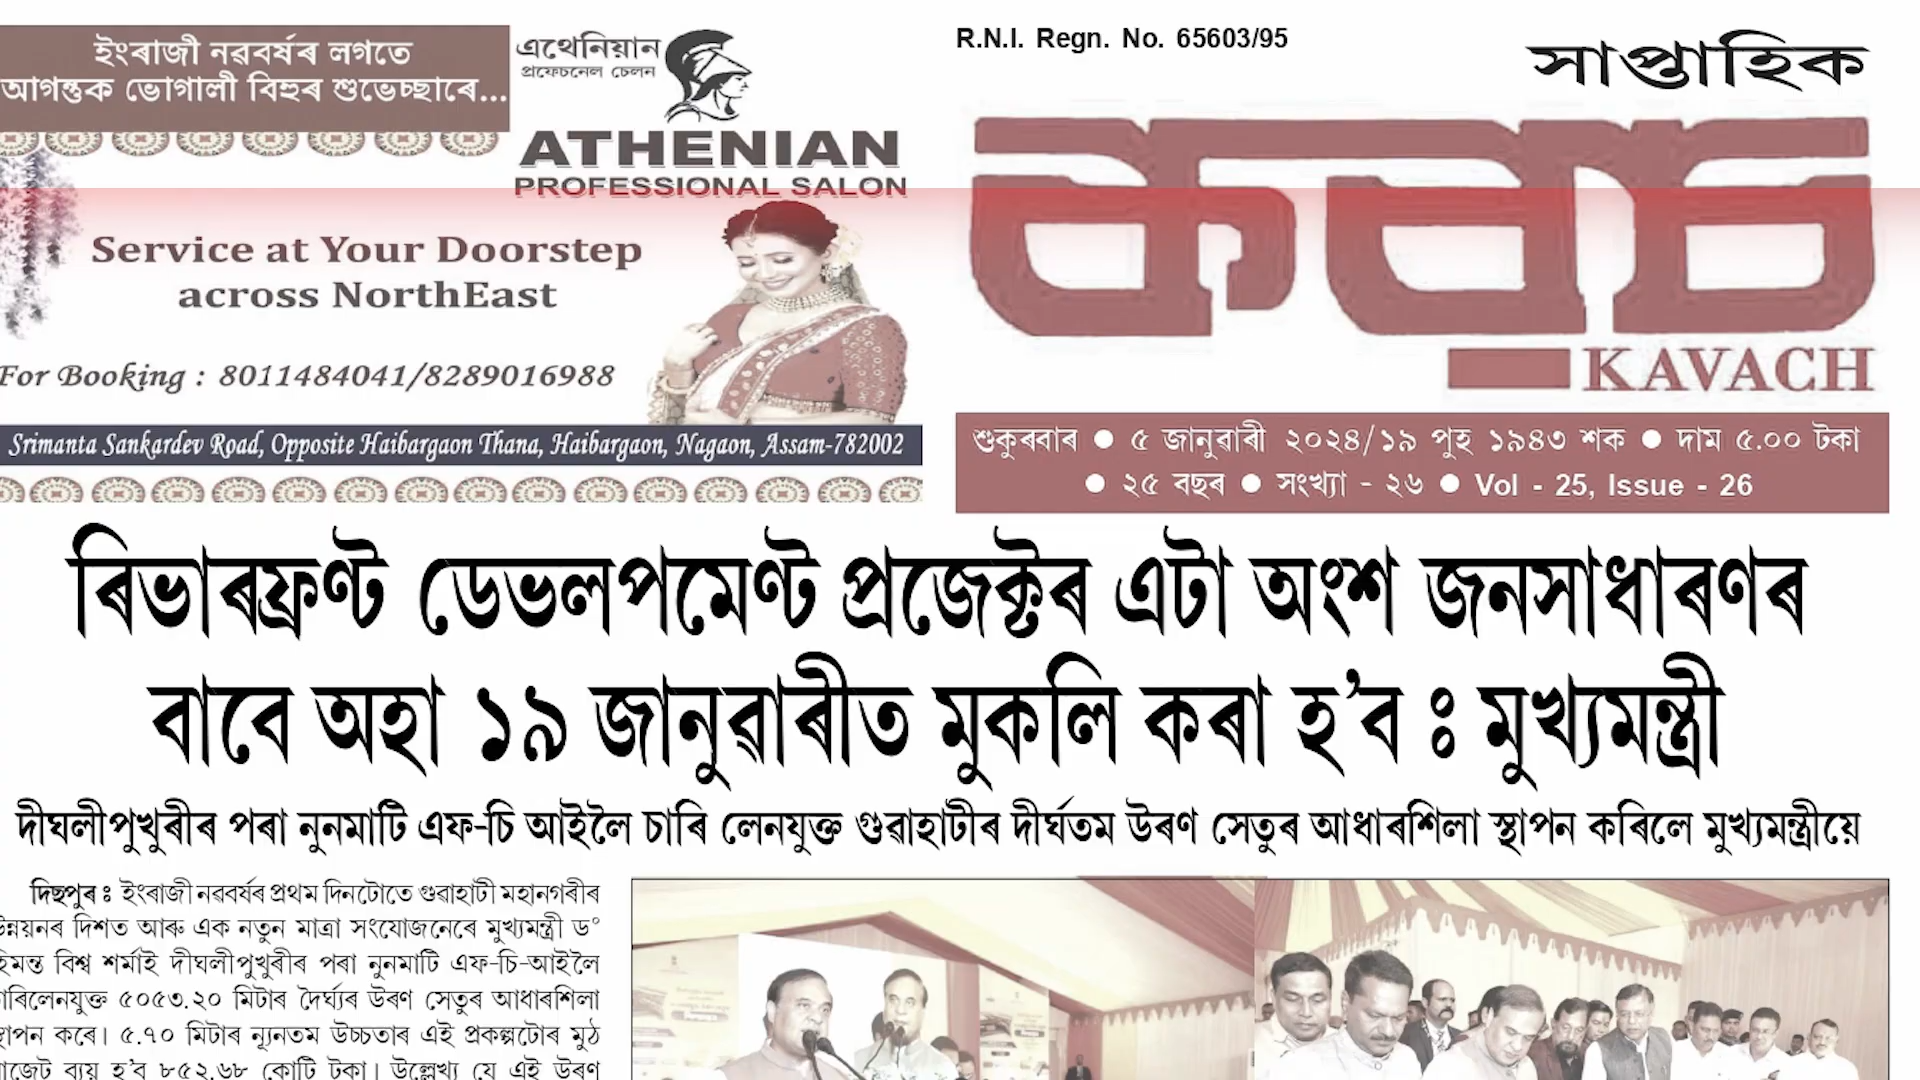 ইংৰাজী নৱবৰ্ষৰ লগতে
আগন্তুক ভোগালী বিহুৰ শুভেচ্ছাৰে...
এথেনিয়ান
প্ৰফেচনেল চেলন
ATHENIAN
PROFESSIONAL SALON
Service at Your Doorstep
across NorthEast
For Booking : 8011484041/8289016988
Srimanta Sankardev Road, Opposite Haibargaon Thana, Haibargaon, Nagaon, Assam-782002
R.N.I. Regn. No. 65603/95
সাপ্তাহিক
কৱচ
KAVACH
শুকুৰবাৰ ● ৫ জানুৱাৰী ২০২৪/১৯ পুহ ১৯৪৩ শক ● দাম ৫.০০ টকা
● ২৫ বছৰ ● সংখ্যা - ২৬ ● Vol - 25, Issue - 26
ৰিভাৰফ্ৰণ্ট ডেভলপমেণ্ট প্ৰজেক্টৰ এটা অংশ জনসাধাৰণৰ
বাবে অহা ১৯ জানুৱাৰীত মুকলি কৰা হ’ব ঃ মুখ্যমন্ত্ৰী
দীঘলীপুখুৰীৰ পৰা নুনমাটি এফ-চি আইলৈ চাৰি লেনযুক্ত গুৱাহাটীৰ দীৰ্ঘতম উৰণ সেতুৰ আধাৰশিলা স্থাপন কৰিলে মুখ্যমন্ত্ৰীয়ে
দিছপুৰ ঃ ইংৰাজী নৱবৰ্ষৰ প্ৰথম দিনটোতে গুৱাহাটী মহানগৰীৰ
উন্নয়নৰ দিশত আৰু এক নতুন মাত্ৰা সংযোজনেৰে মুখ্যমন্ত্ৰী ড°
হিমন্ত বিশ্ব শৰ্মাই দীঘলীপুখুৰীৰ পৰা নুনমাটি এফ-চি-আইলৈ
চাৰিলেনযুক্ত ৫০৫৩.২০ মিটাৰ দৈৰ্ঘ্যৰ উৰণ সেতুৰ আধাৰশিলা
স্থাপন কৰে। ৫.৭০ মিটাৰ ন্যূনতম উচ্চতাৰ এই প্ৰকল্পটোৰ মুঠ
বাজেট ব্যয় হ’ব ৮৫২.৬৮ কোটি টকা। উল্লেখ্য যে এই উৰণ